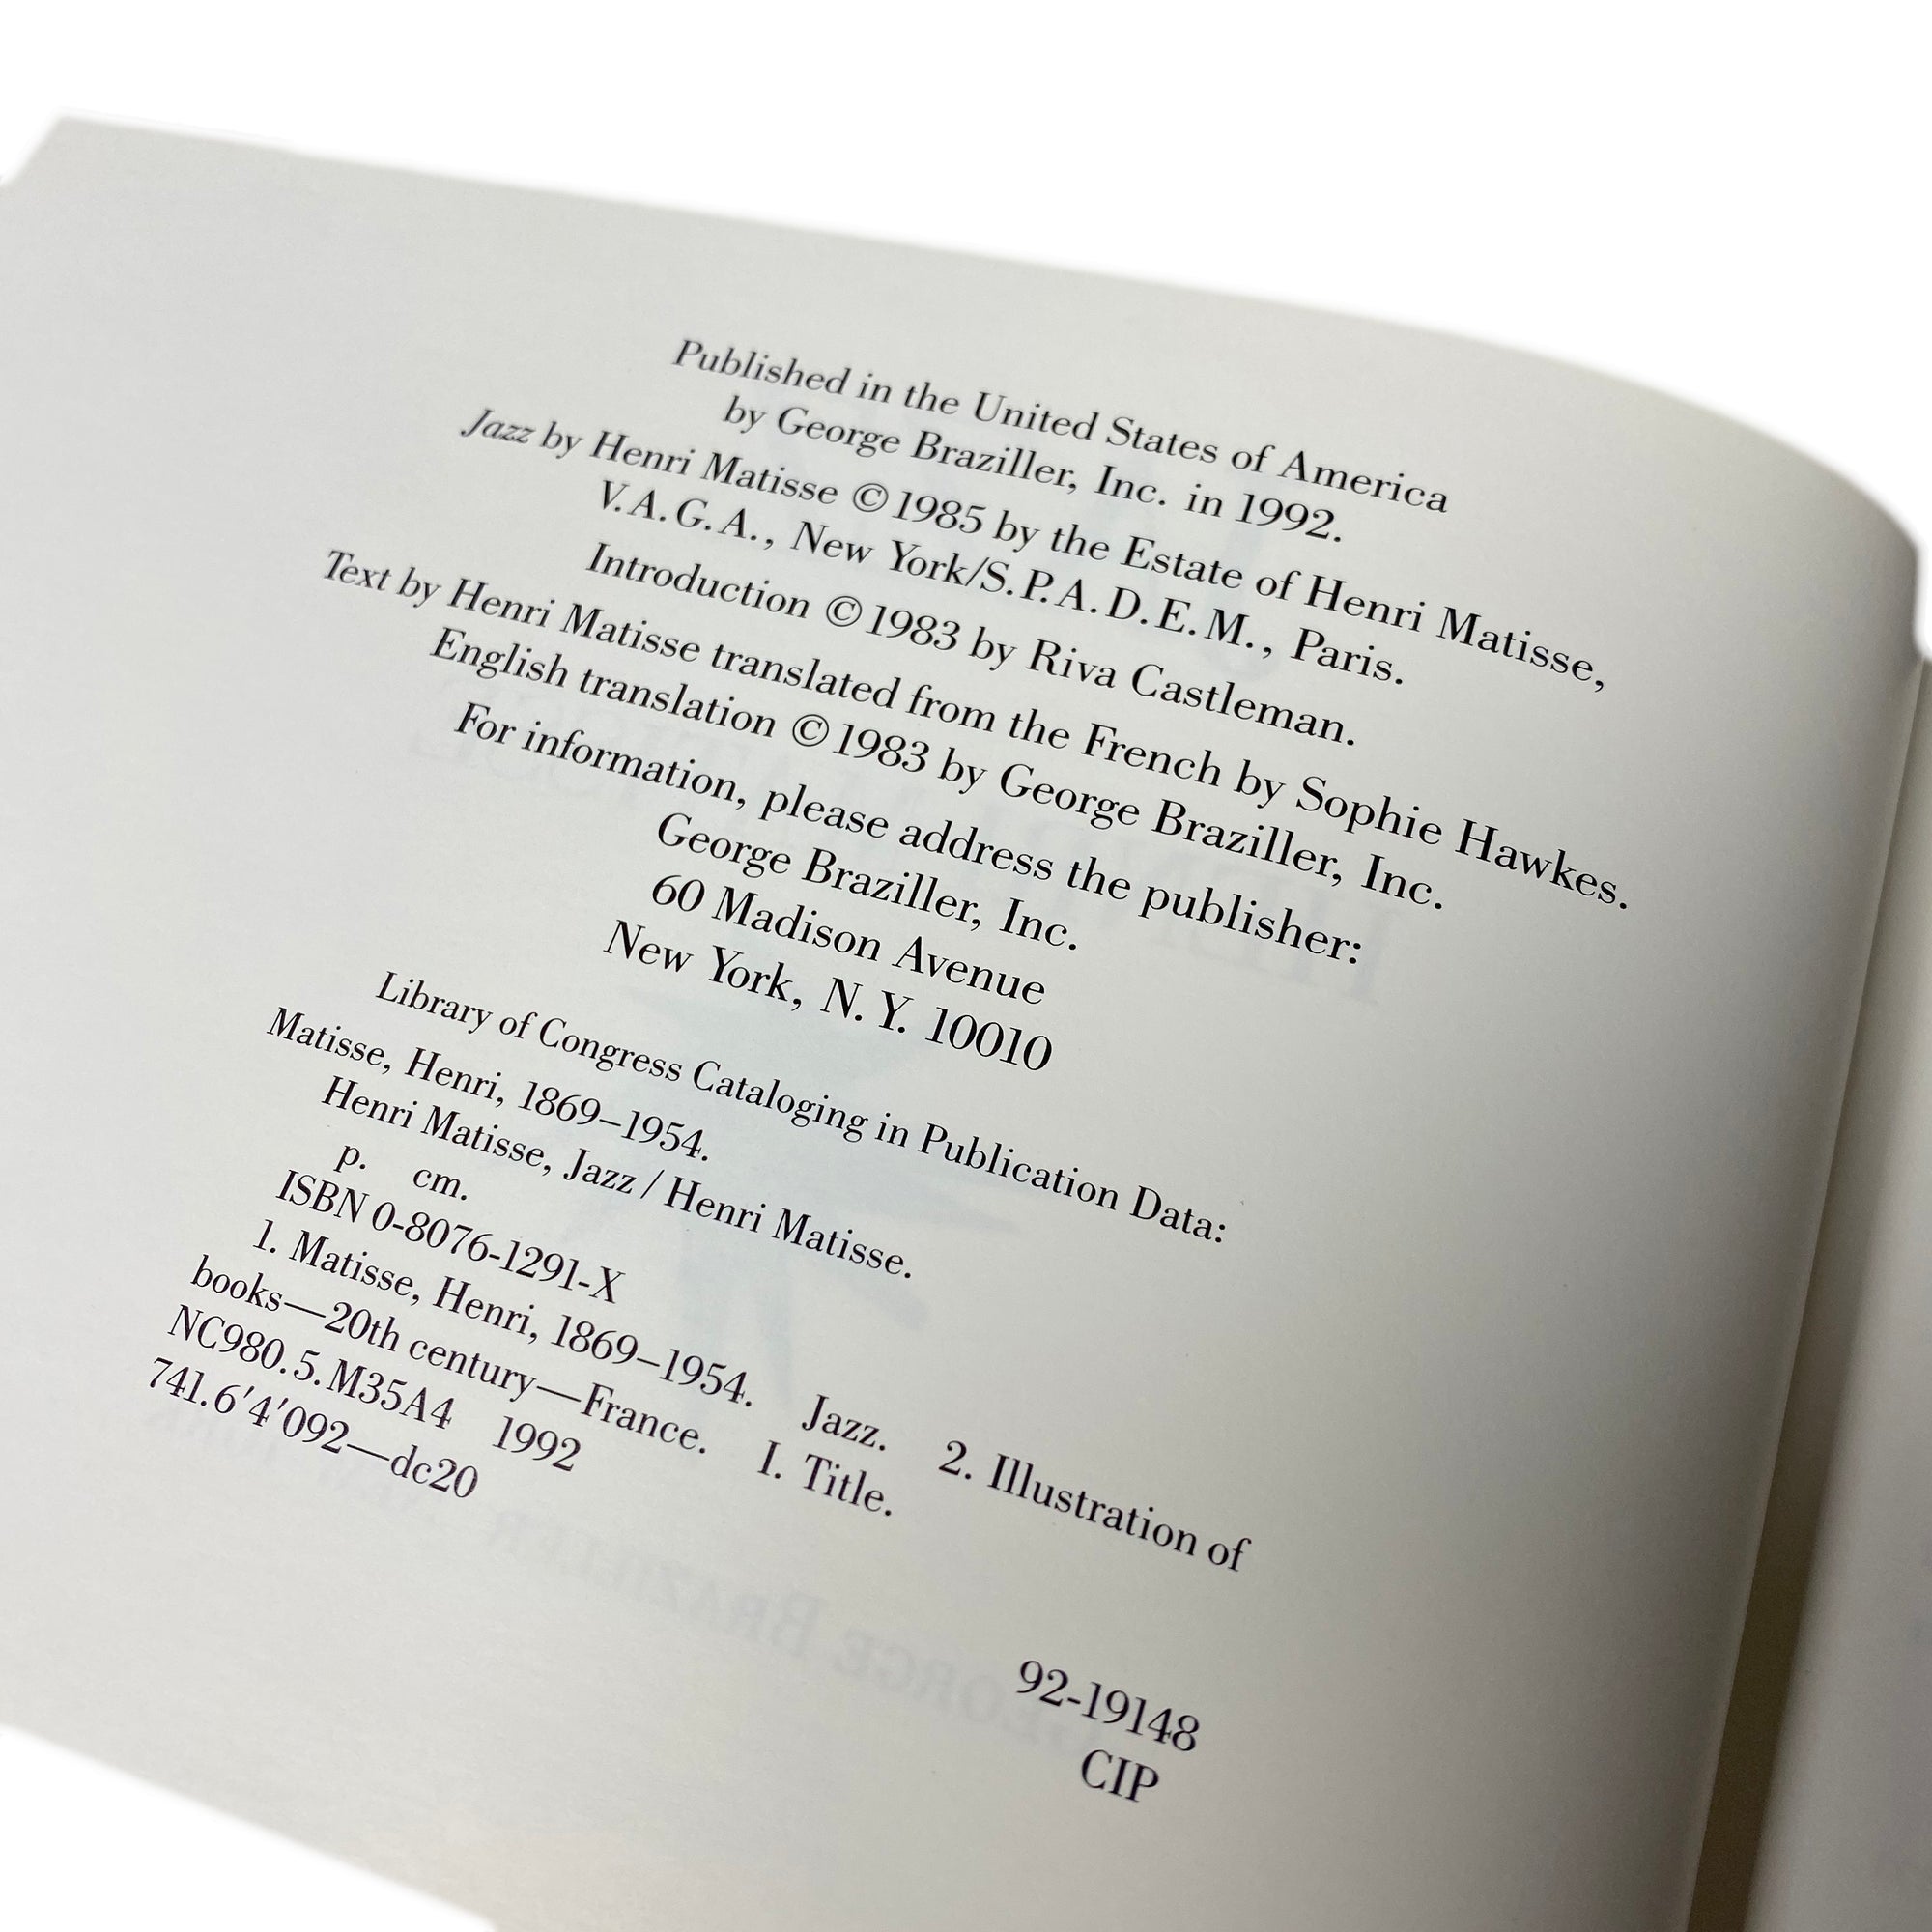 Published in the United States of America
by George Braziller, Inc. in 1992.
Jazz by Henri Matisse © 1985 by the Estate of Henri Matisse,
V.A.G.A., New York/S.P.A.D.E.M., Paris.
Introduction © 1983 by Riva Castleman.
Text by Henri Matisse translated from the French by Sophie Hawkes.
English translation © 1983 by George Braziller, Inc.
For information, please address the publisher:
George Braziller, Inc.
60 Madison Avenue
New York, N.Y. 10010
Library of Congress Cataloging in Publication Data:
Matisse, Henri, 1869–1954.
Henri Matisse, Jazz / Henri Matisse.
p. cm.
ISBN 0-8076-1291-X
1. Matisse, Henri, 1869–1954. Jazz. 2. Illustration of
books—20th century—France. I. Title.
NC980.5.M35A4 1992
741.6′4′092—dc20
92-19148
CIP